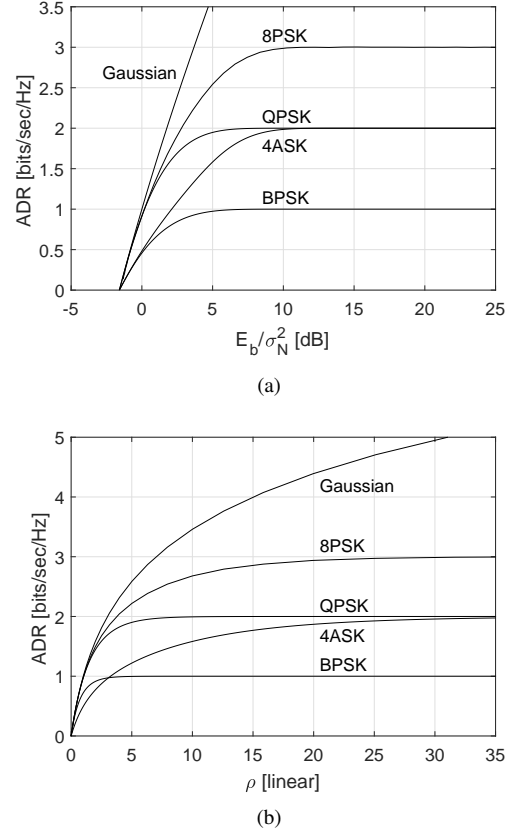 3.5
3
2.5
2
1.5
1
0.5
0
ADR [bits/sec/Hz]
Gaussian
8PSK
QPSK
4ASK
BPSK
-5 0 5 10 15 20 25
E_b/σ_N^2 [dB]
(a)
5
4
3
2
1
0
ADR [bits/sec/Hz]
Gaussian
8PSK
QPSK
4ASK
BPSK
0 5 10 15 20 25 30 35
ρ [linear]
(b)